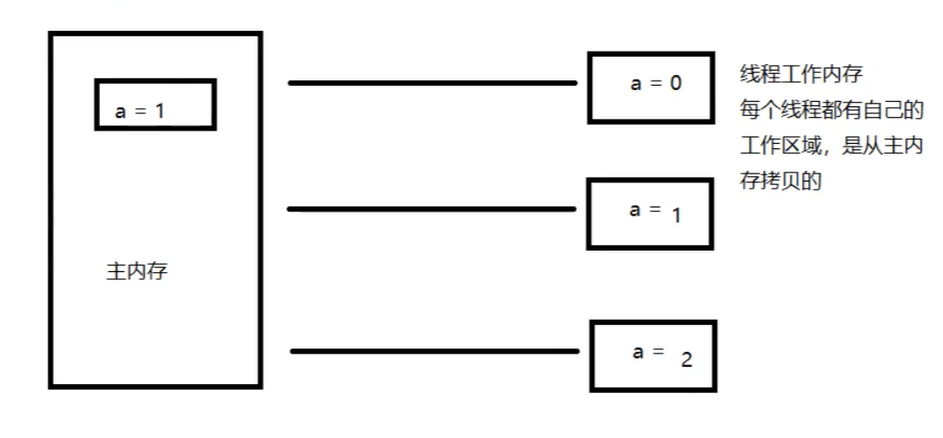 a = 1
主内存
a = 0
a = 1
a = 2
线程工作内存
每个线程都有自己的
工作区域，是从主内
存拷贝的